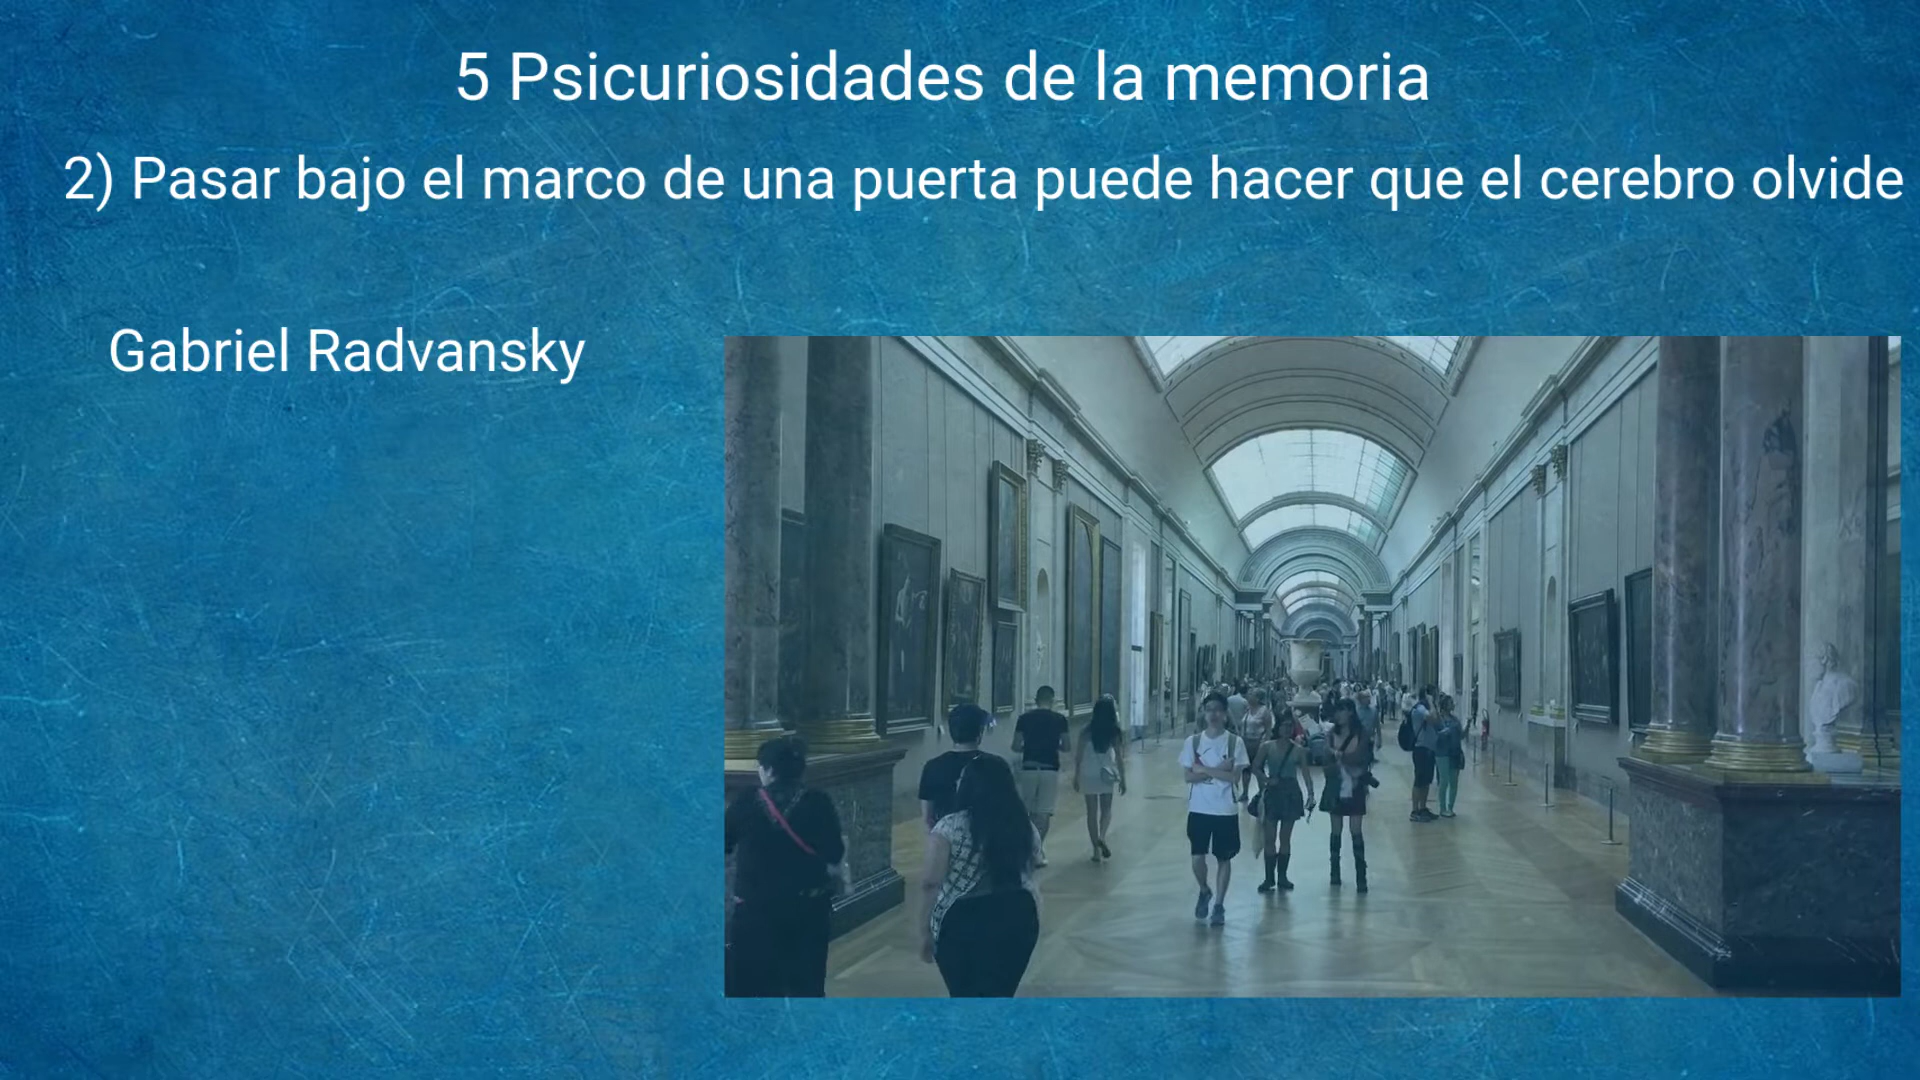 5 Psicuriosidades de la memoria
2) Pasar bajo el marco de una puerta puede hacer que el cerebro olvide
Gabriel Radvansky